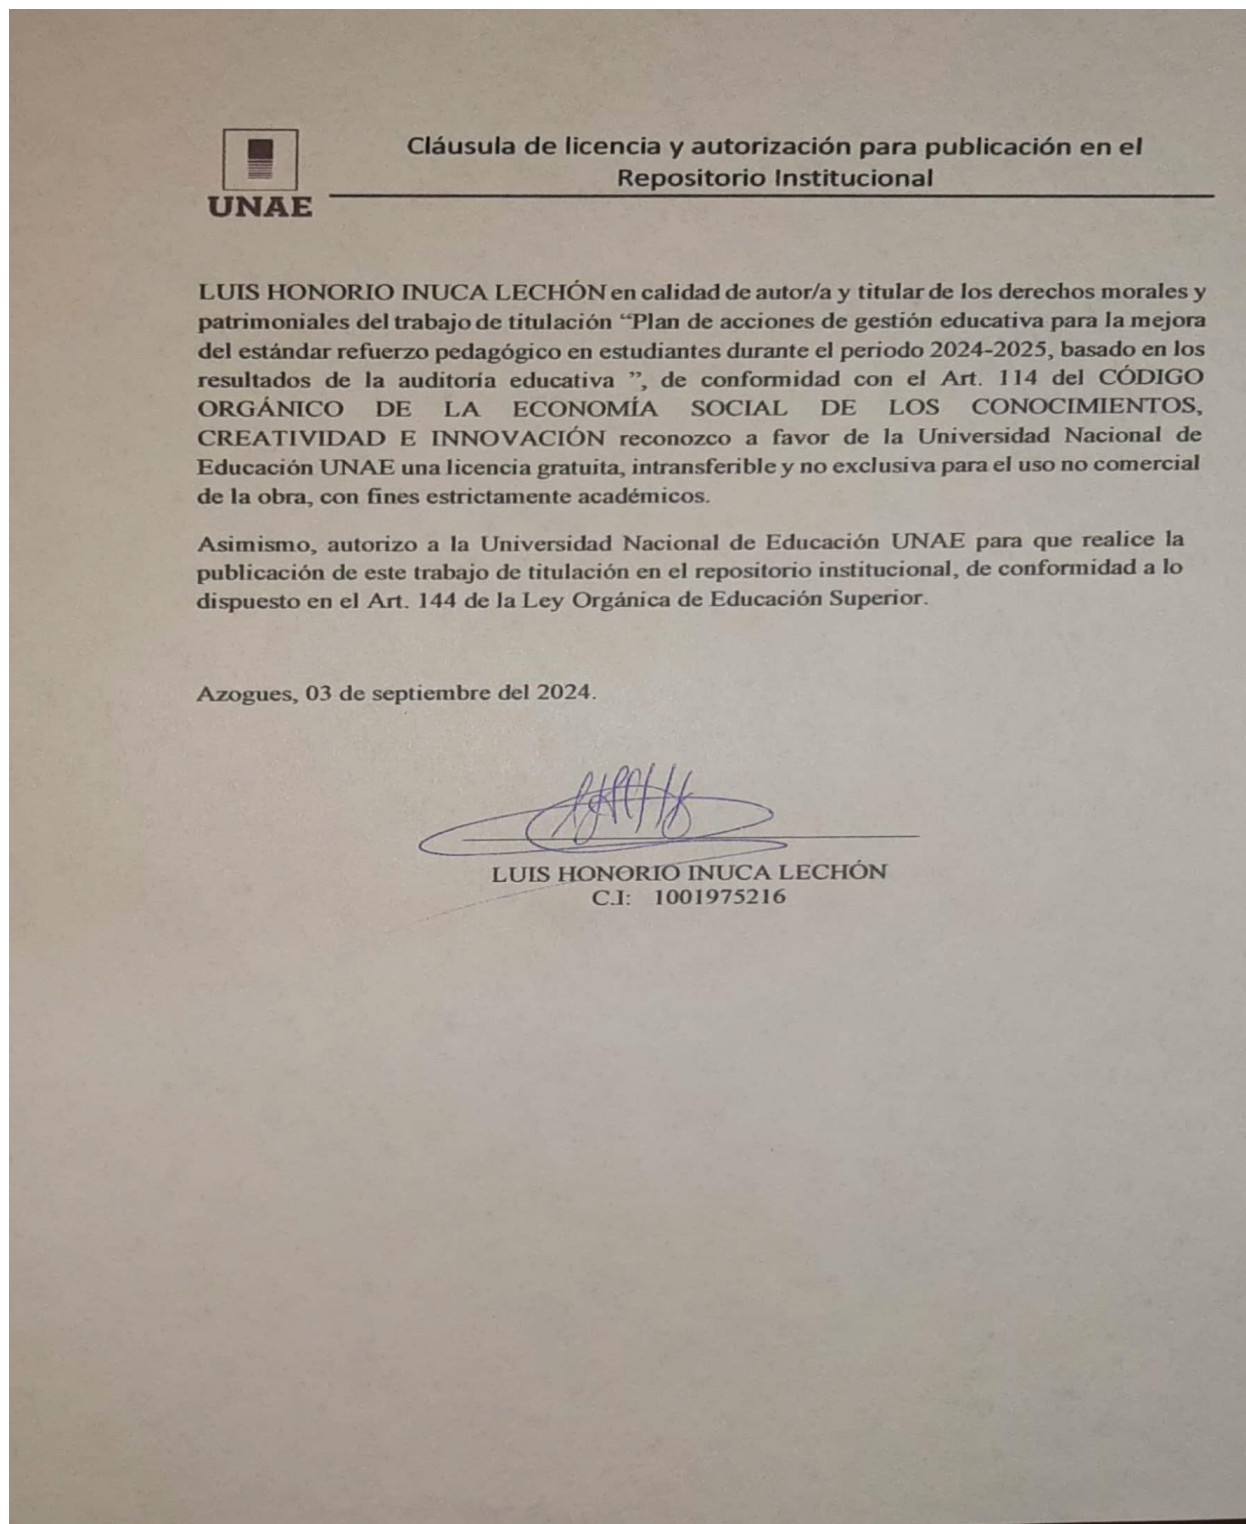 Cláusula de licencia y autorización para publicación en el
Repositorio Institucional
UNAE
LUIS HONORIO INUCA LECHÓN en calidad de autor/a y titular de los derechos morales y
patrimoniales del trabajo de titulación “Plan de acciones de gestión educativa para la mejora
del estándar refuerzo pedagógico en estudiantes durante el periodo 2024-2025, basado en los
resultados de la auditoría educativa ”, de conformidad con el Art. 114 del CÓDIGO
ORGÁNICO DE LA ECONOMÍA SOCIAL DE LOS CONOCIMIENTOS,
CREATIVIDAD E INNOVACIÓN reconozco a favor de la Universidad Nacional de
Educación UNAE una licencia gratuita, intransferible y no exclusiva para el uso no comercial
de la obra, con fines estrictamente académicos.
Asimismo, autorizo a la Universidad Nacional de Educación UNAE para que realice la
publicación de este trabajo de titulación en el repositorio institucional, de conformidad a lo
dispuesto en el Art. 144 de la Ley Orgánica de Educación Superior.
Azogues, 03 de septiembre del 2024.
LUIS HONORIO INUCA LECHÓN
C.I: 1001975216